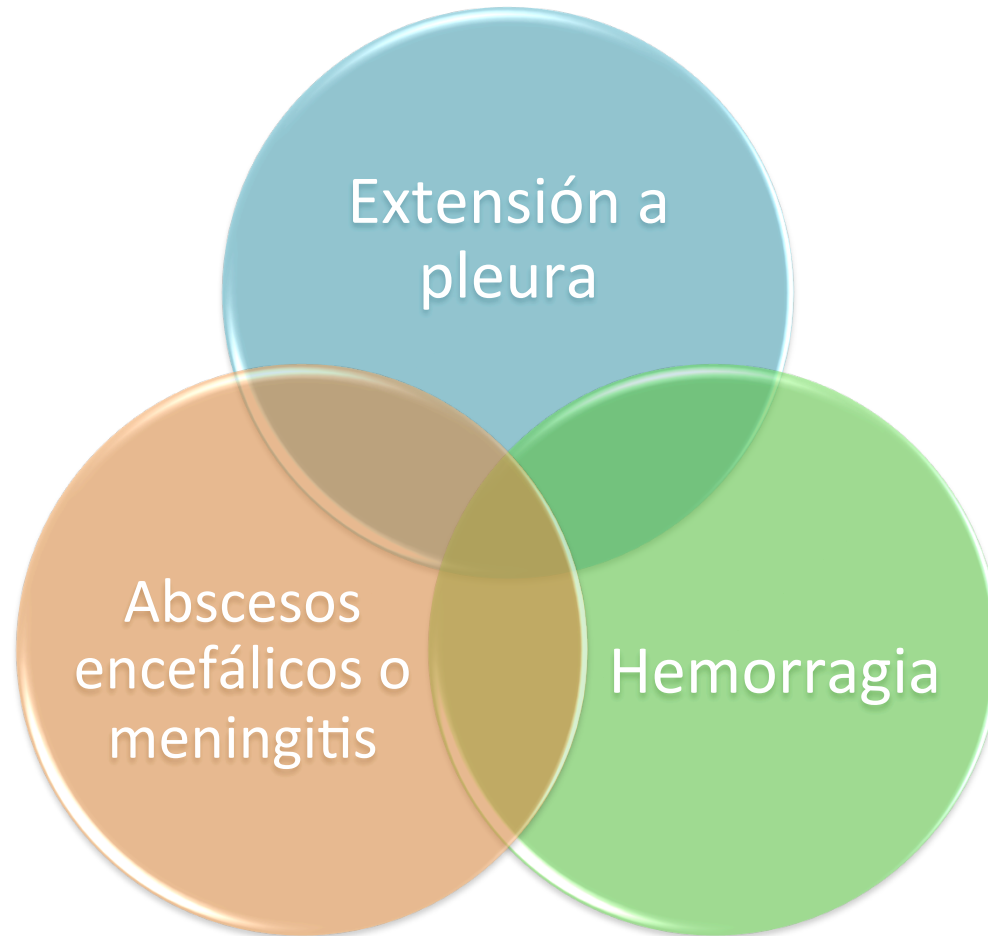 Extensión a
pleura
Abscesos
encefálicos o
meningitis
Hemorragia